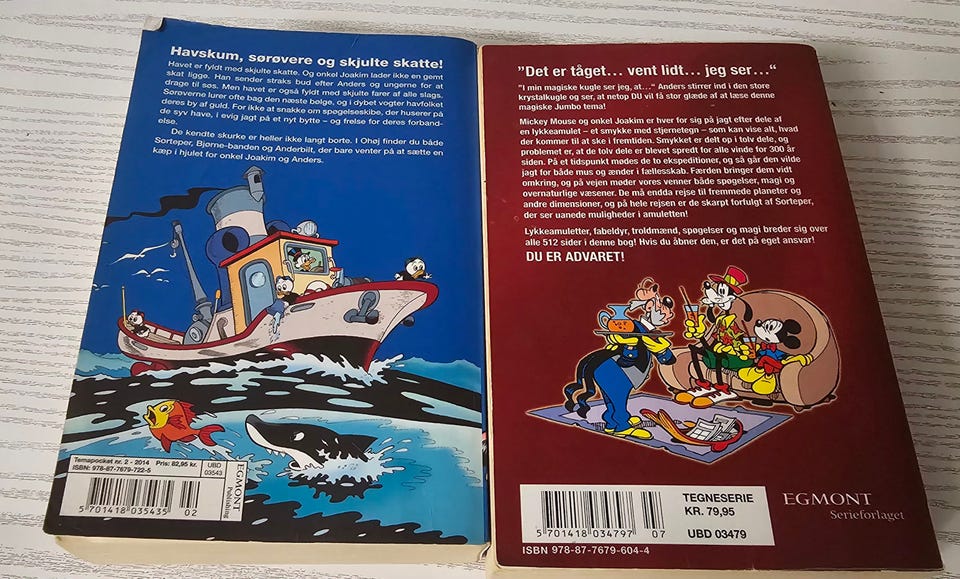 Havskum, sørøvere og skjulte skatte!
Havet er fyldt med skjulte skatte. Og onkel Joakim lader ikke en gemt
skat ligge. Han sender straks bud efter Anders og ungerne for at
drage til søs. Men havet er også fyldt med skjulte farer af alle slags.
Sørøverne lurer ofte bag den næste bølge, og i dybet vogter havfolket
deres by af guld. For ikke at snakke om spøgelseskibe, der huserer på
de syv have, i evig jagt på et nyt bytte – og frelse for deres forband-
else.
De kendte skurke er heller ikke langt borte. I Ohøj finder du både
Sorteper, Bjørne-banden og Anderbilt, der bare venter på at sætte en
kæp i hjulet for onkel Joakim og Anders.
Temapocket nr. 2 - 2014 Pris: 82,95 kr.
ISBN: 978-87-7679-722-5
UBD
03543
5 701418 035435 02
EGMONT
Publishing
"Det er tåget... vent lidt... jeg ser..."
"I min magiske kugle ser jeg, at..." Anders stirrer ind i den store
krystalkugle og ser, at netop DU vil få stor glæde af at læse denne
magiske Jumbo tema!
Mickey Mouse og onkel Joakim er hver for sig på jagt efter dele af
en lykkeamulet – et smykke med stjernetegn – som kan vise alt, hvad
der kommer til at ske i fremtiden. Smykket er delt op i tolv dele, og
problemet er, at de tolv dele er blevet spredt for alle vinde for 300 år
siden. På et tidspunkt mødes de to ekspeditioner, og så går den vilde
jagt for både mus og ænder i fællesskab. Færden bringer dem vidt
omkring, og på vejen møder vores venner både spøgelser, magi og
overnaturlige væsener. De må endda rejse til fremmede planeter og
andre dimensioner, og på hele rejsen er de skarpt forfulgt af Sorteper,
der ser uanede muligheder i amuletten!
Lykkeamuletter, fabeldyr, troldmænd, spøgelser og magi breder sig over
alle 512 sider i denne bog! Hvis du åbner den, er det på eget ansvar!
DU ER ADVARET!
5 701418 034797 07
TEGNESERIE
KR. 79,95
UBD 03479
ISBN 978-87-7679-604-4
EGMONT
Serieforlaget